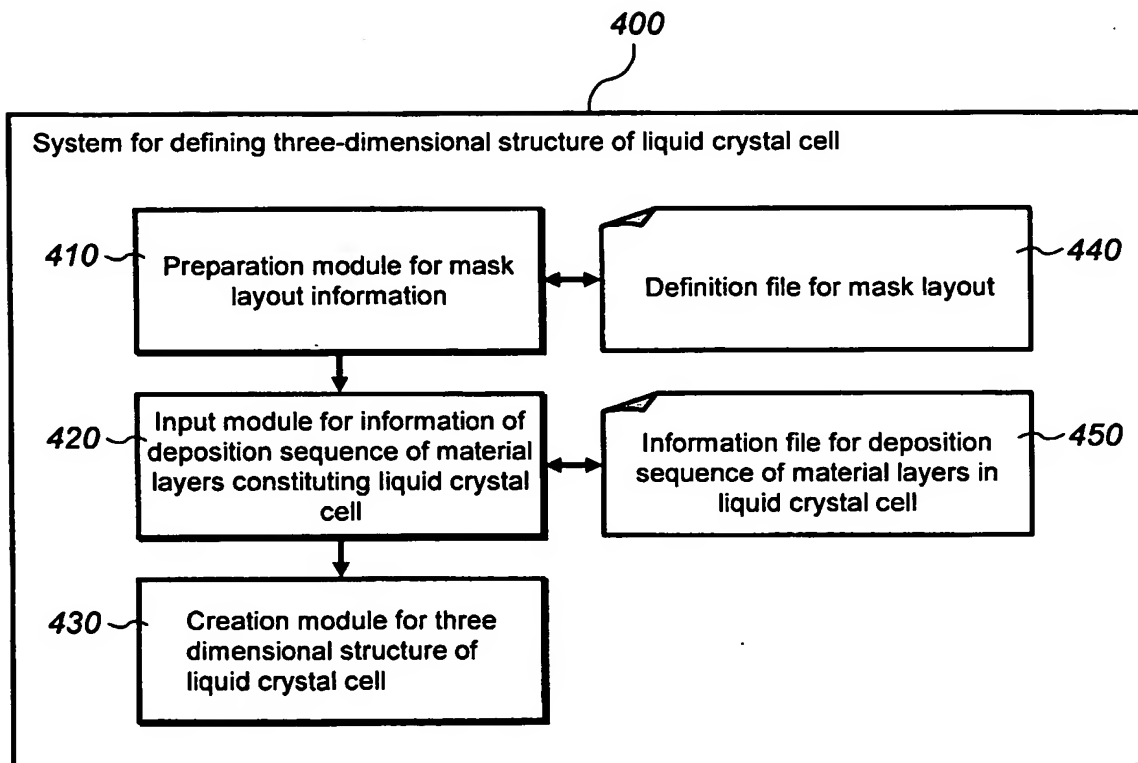 400
System for defining three-dimensional structure of liquid crystal cell
410
Preparation module for mask
layout information
440
Definition file for mask layout
420
Input module for information of
deposition sequence of material
layers constituting liquid crystal
cell
450
Information file for deposition
sequence of material layers in
liquid crystal cell
430
Creation module for three
dimensional structure of
liquid crystal cell